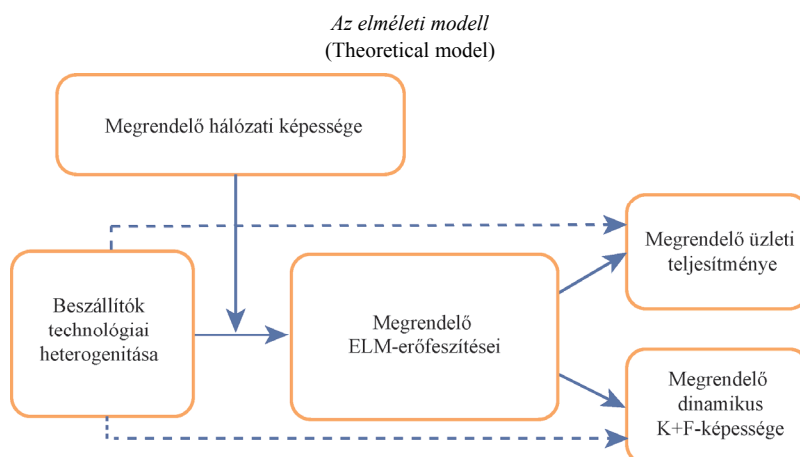 Az elméleti modell
(Theoretical model)
Megrendelő hálózati képessége
Megrendelő üzleti
teljesítménye
Beszállítók
technológiai
heterogenitása
Megrendelő
ELM-erőfeszítései
Megrendelő
dinamikus
K+F-képessége